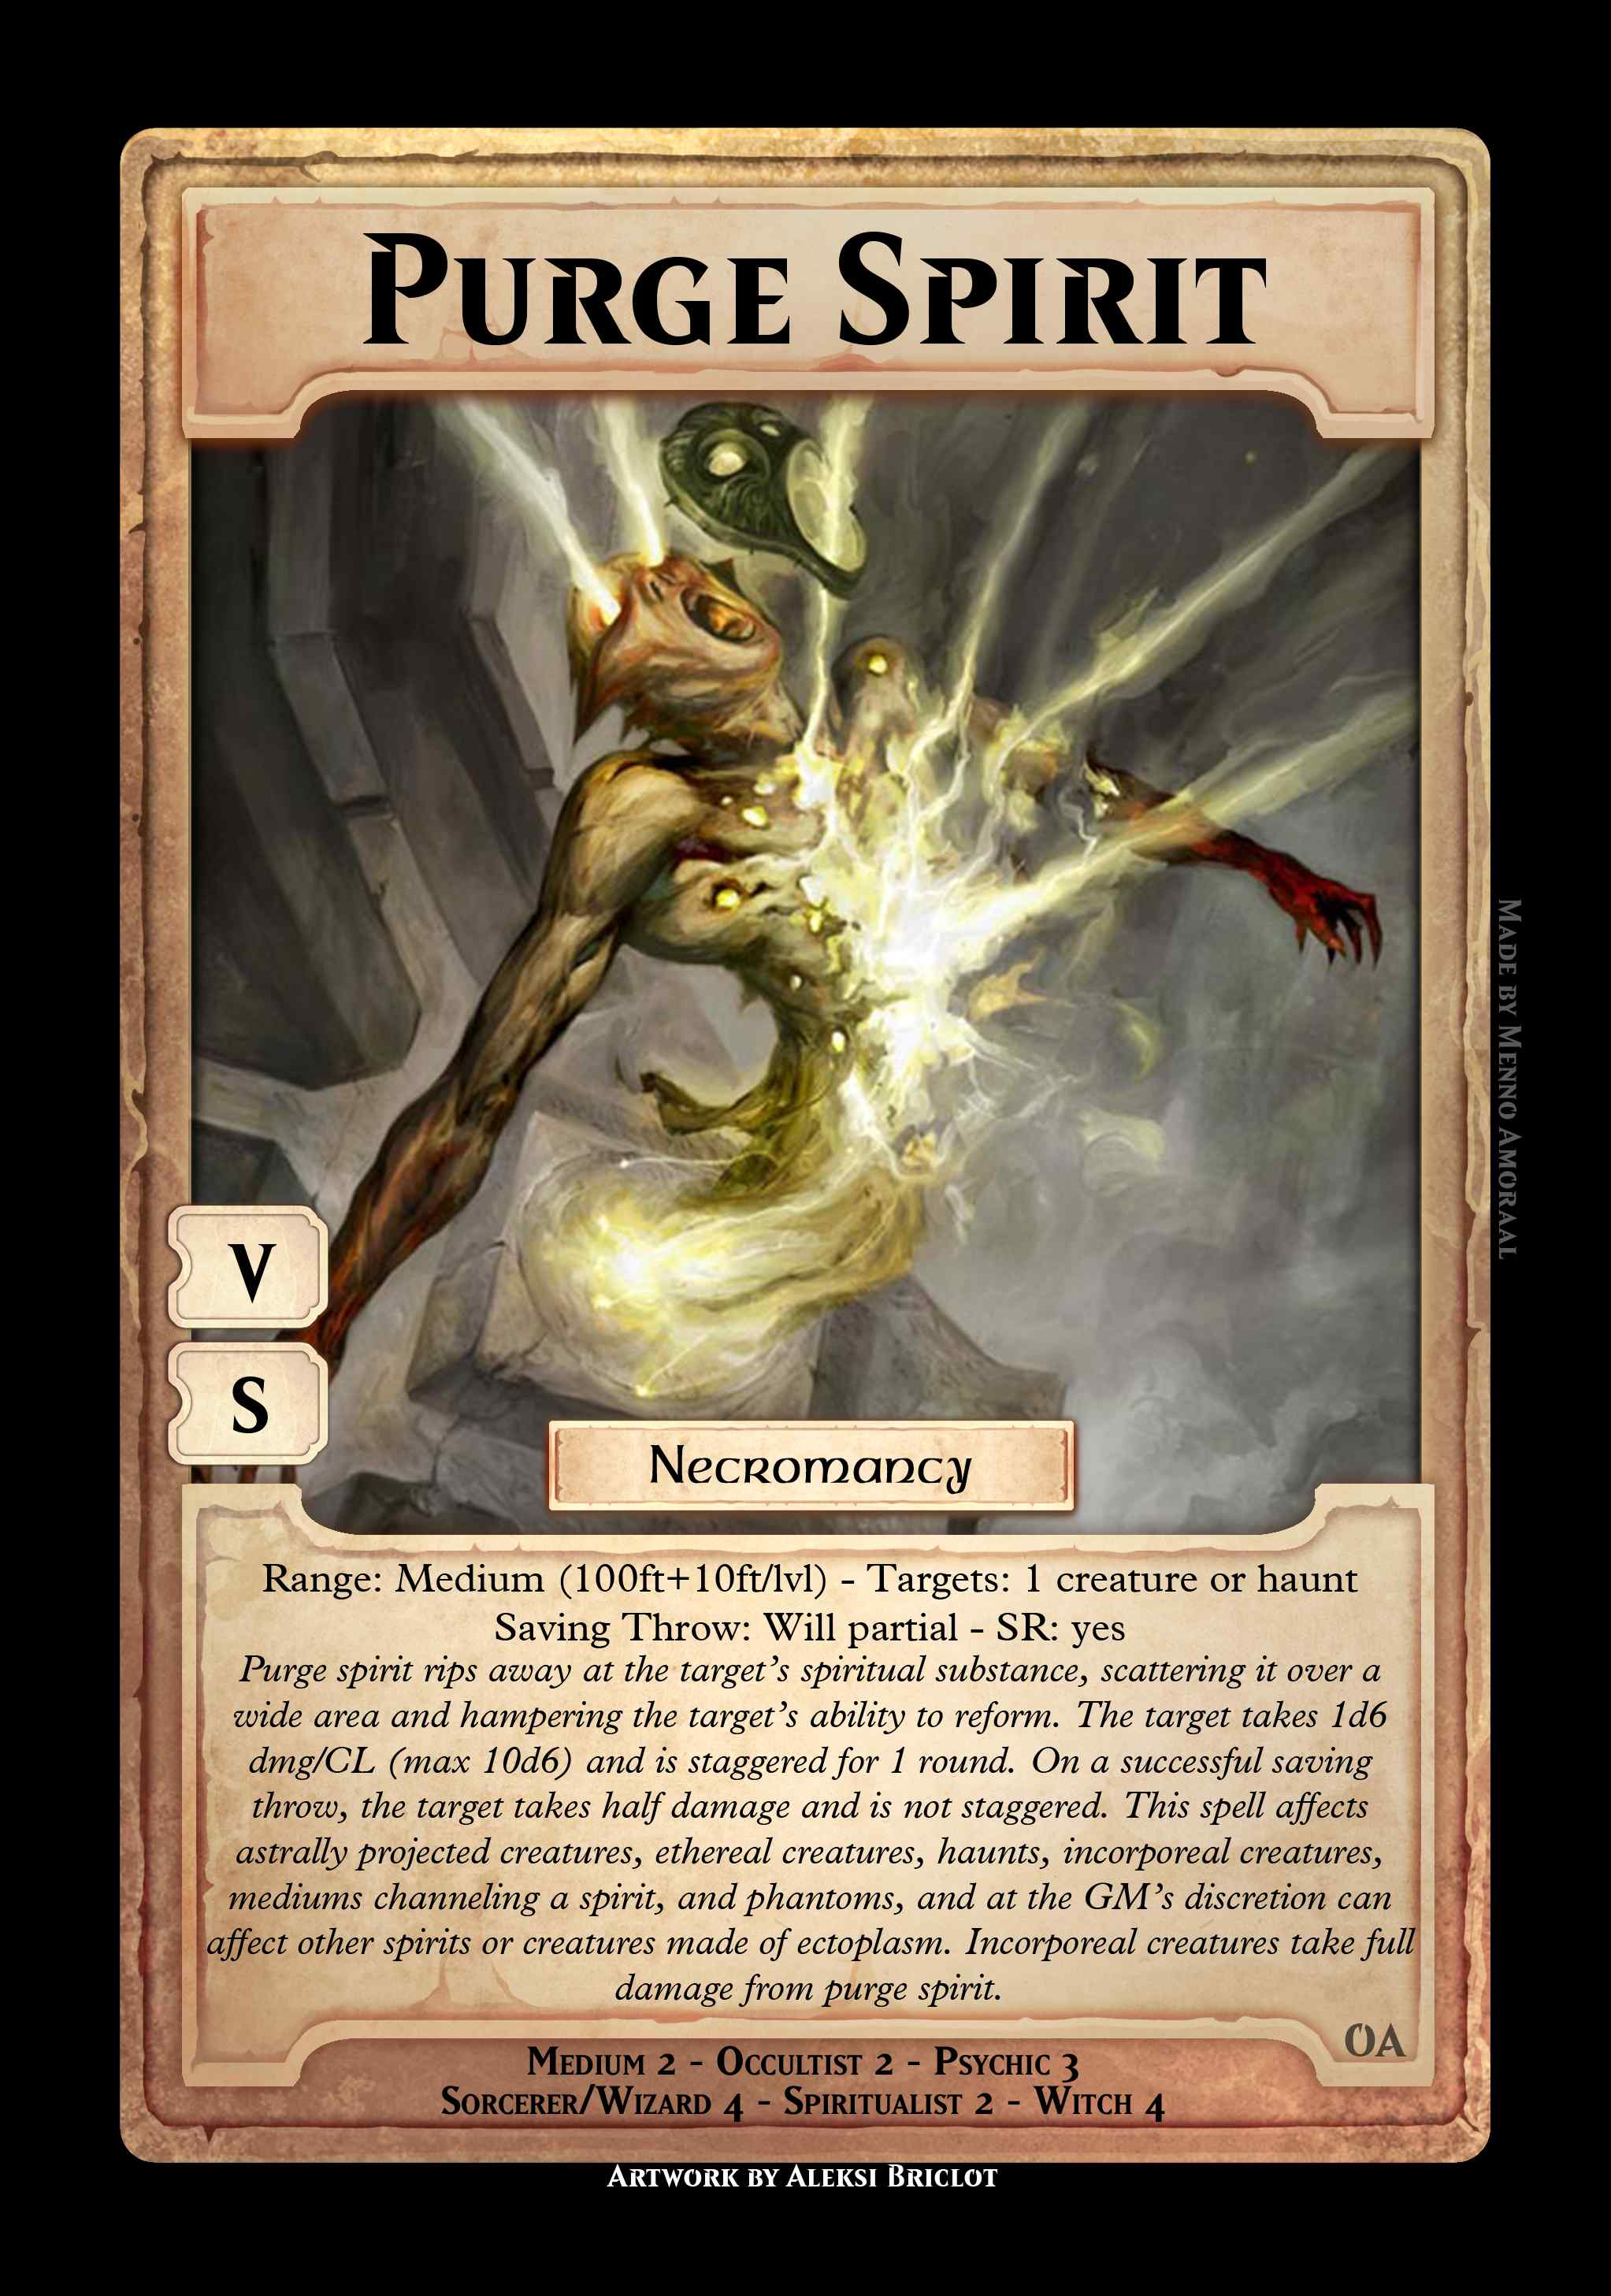 Purge Spirit
V
S
Necromancy
Range: Medium (100ft+10ft/lvl) - Targets: 1 creature or haunt
Saving Throw: Will partial - SR: yes
Purge spirit rips away at the target's spiritual substance, scattering it over a
wide area and hampering the target's ability to reform. The target takes 1d6
dmg/CL (max 10d6) and is staggered for 1 round. On a successful saving
throw, the target takes half damage and is not staggered. This spell affects
astrally projected creatures, ethereal creatures, haunts, incorporeal creatures,
mediums channeling a spirit, and phantoms, and at the GM's discretion can
affect other spirits or creatures made of ectoplasm. Incorporeal creatures take full
damage from purge spirit.
OA
Medium 2 - Occultist 2 - Psychic 3
Sorcerer/Wizard 4 - Spiritualist 2 - Witch 4
Artwork by Aleksi Briclot
Made by Menno Amoraal